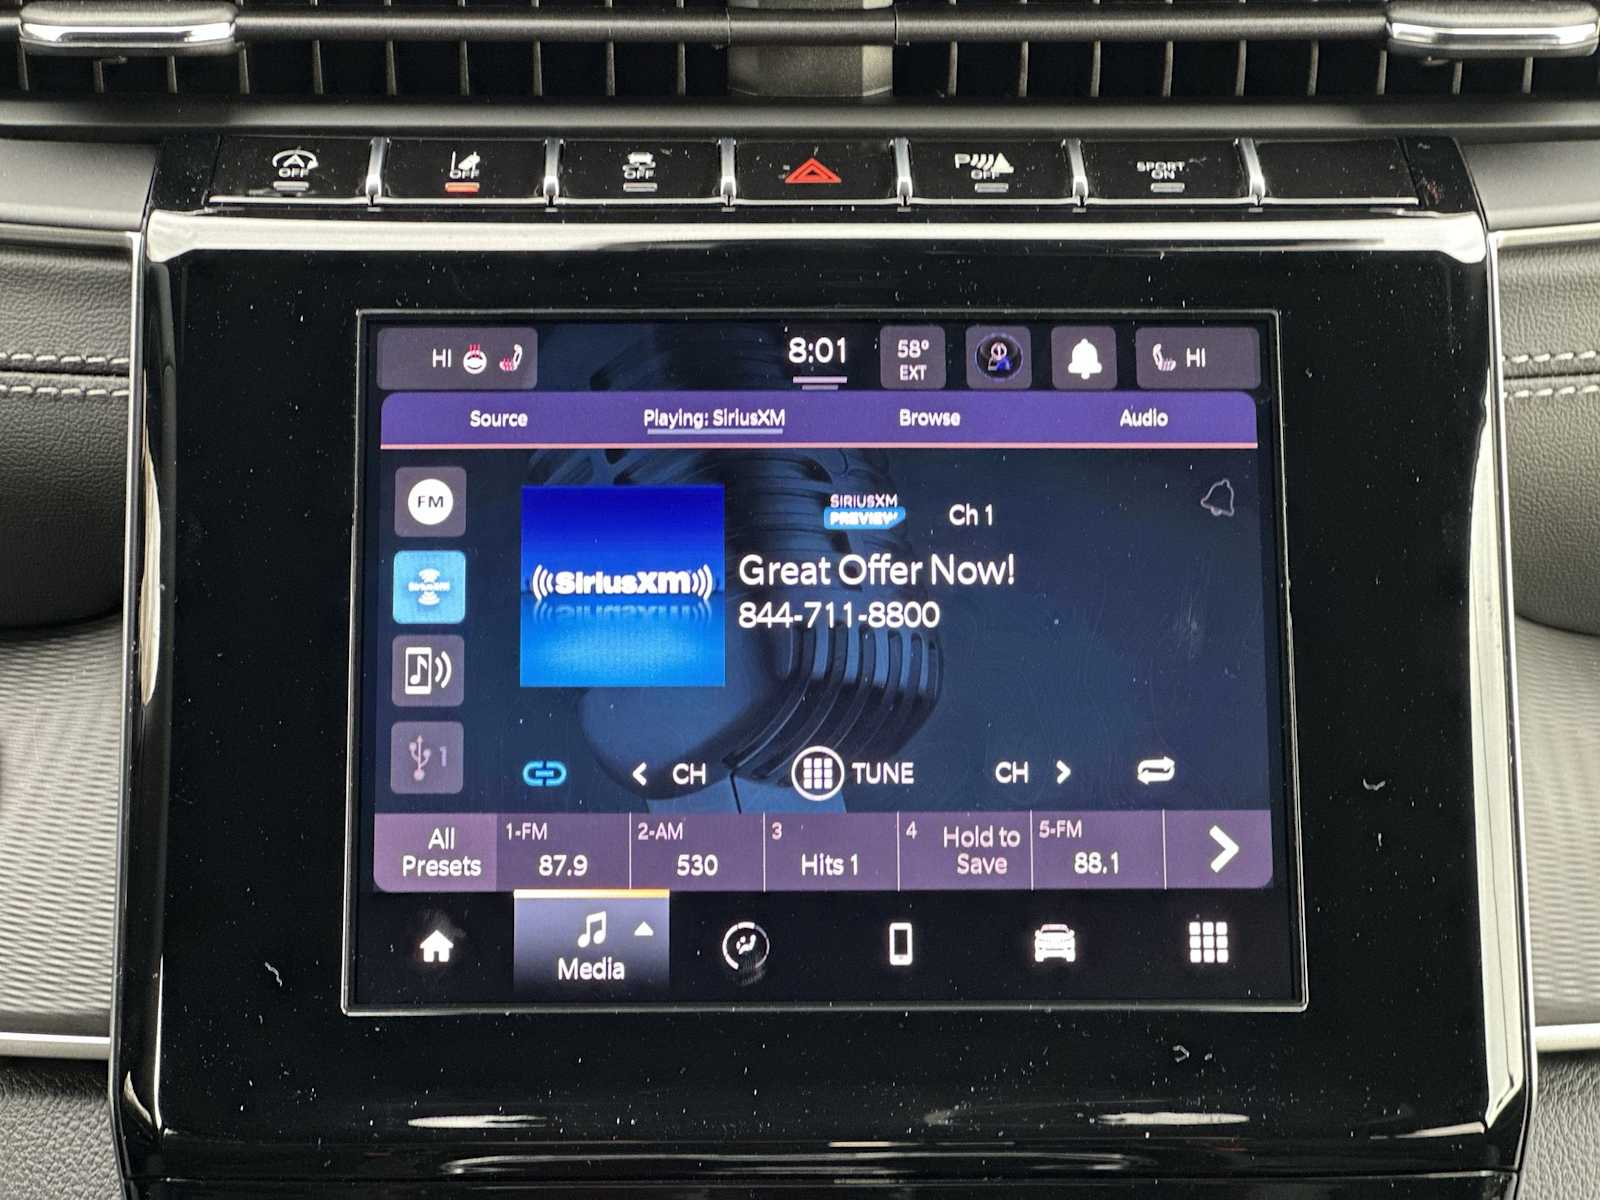 A
OFF
OFF
OFF
P
OFF
SPORT
ON
HI
8:01
58°
EXT
HI
Source
Playing: SiriusXM
Browse
Audio
FM
SIRIUSXM
PREVIEW
Ch 1
Great Offer Now!
844-711-8800
SiriusXM
SiriusXM
1
CH
TUNE
CH
All
Presets
1-FM
87.9
2-AM
530
3
Hits 1
4
Hold to
Save
5-FM
88.1
Media